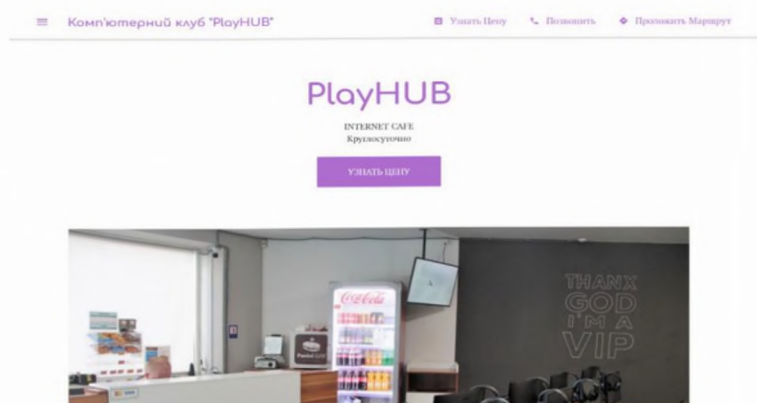 Комп'ютерний клуб "PlayHUB"
Узнать Цену
Позвонить
Проложить Маршрут
PlayHUB
INTERNET CAFE
Круглосуточно
УЗНАТЬ ЦЕНУ
Coca-Cola
THANX
GOD
I'M A
VIP